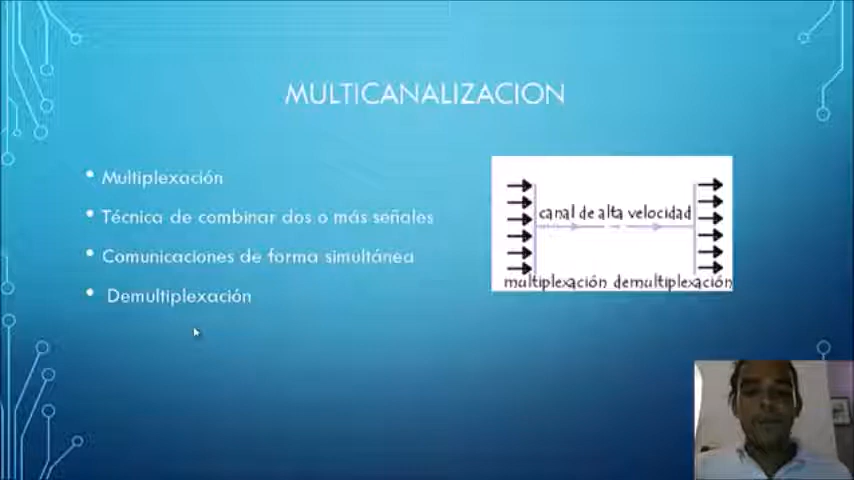 MULTICANALIZACION
• Multiplexación
• Técnica de combinar dos o más señales
• Comunicaciones de forma simultánea
• Demultiplexación
canal de alta velocidad
multiplexación demultiplexación